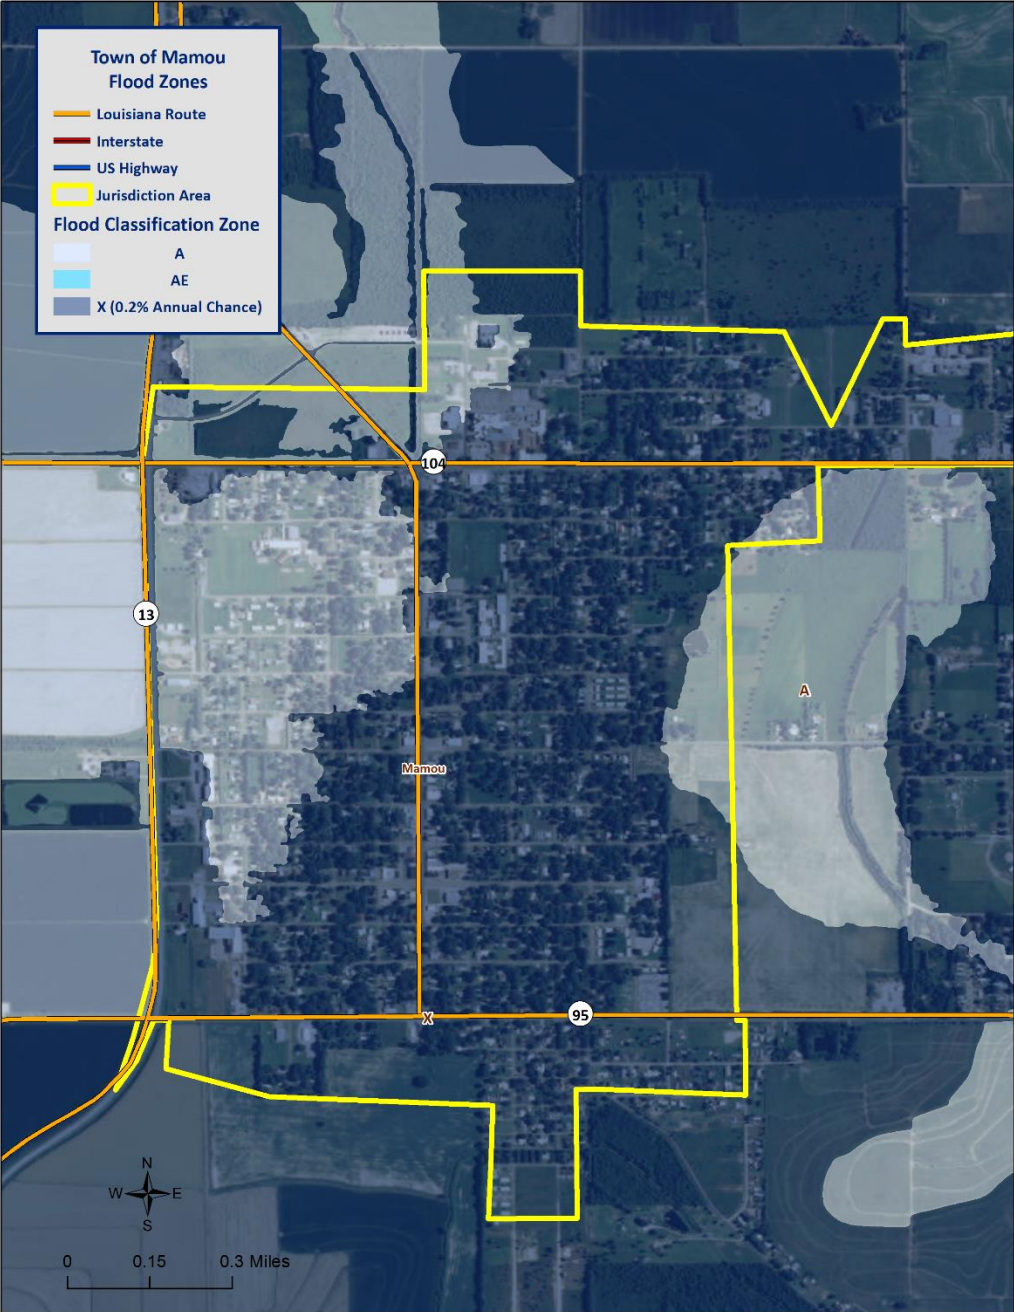 Town of Mamou
Flood Zones
Louisiana Route
Interstate
US Highway
Jurisdiction Area
Flood Classification Zone
A
AE
X (0.2% Annual Chance)
104
13
A
Mamou
X
95
N
W E
S
0 0.15 0.3 Miles